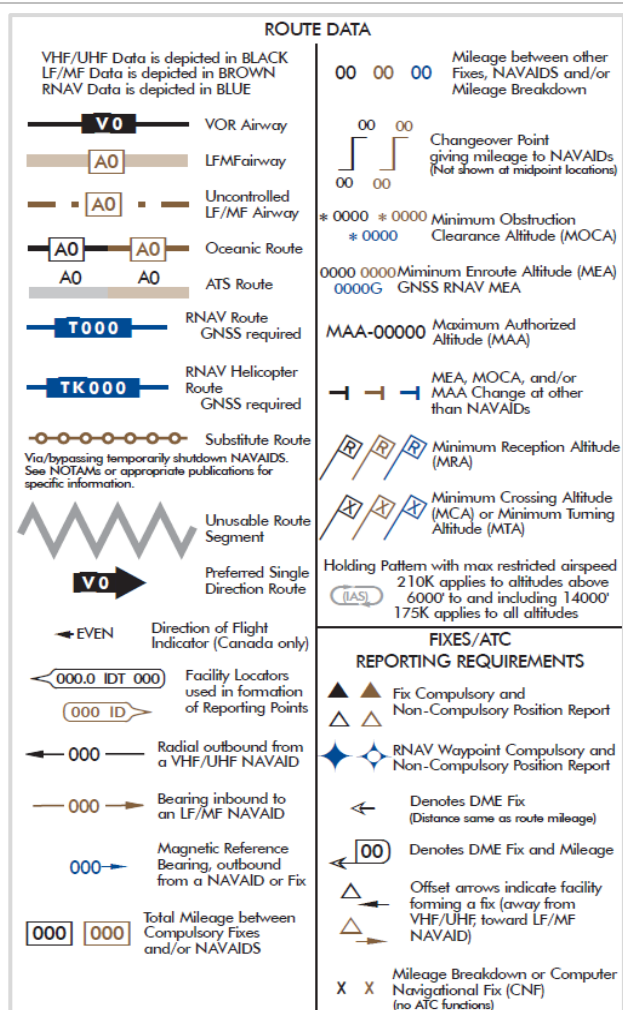 ROUTE DATA
VHF/UHF Data is depicted in BLACK
LF/MF Data is depicted in BROWN
RNAV Data is depicted in BLUE
V0
VOR Airway
A0
LFMFairway
A0
Uncontrolled
LF/MF Airway
A0 A0
Oceanic Route
A0 A0
ATS Route
T000
RNAV Route
GNSS required
TK000
RNAV Helicopter
Route
GNSS required
Substitute Route
Via/bypassing temporarily shutdown NAVAIDS.
See NOTAMs or appropriate publications for
specific information.
Unusable Route
Segment
V0
Preferred Single
Direction Route
EVEN
Direction of Flight
Indicator (Canada only)
000.0 IDT 000
000 ID
Facility Locators
used in formation
of Reporting Points
000
Radial outbound from
a VHF/UHF NAVAID
000
Bearing inbound to
an LF/MF NAVAID
000
Magnetic Reference
Bearing, outbound
from a NAVAID or Fix
000 000
Total Mileage between
Compulsory Fixes
and/or NAVAIDS
00 00 00
Mileage between other
Fixes, NAVAIDS and/or
Mileage Breakdown
00 00
00 00
Changeover Point
giving mileage to NAVAIDs
(Not shown at midpoint locations)
* 0000 * 0000
* 0000
Minimum Obstruction
Clearance Altitude (MOCA)
0000 0000
0000G
Miminum Enroute Altitude (MEA)
GNSS RNAV MEA
MAA-00000
Maximum Authorized
Altitude (MAA)
MEA, MOCA, and/or
MAA Change at other
than NAVAIDs
R R R
Minimum Reception Altitude
(MRA)
X X X
Minimum Crossing Altitude
(MCA) or Minimum Turning
Altitude (MTA)
Holding Pattern with max restricted airspeed
210K applies to altitudes above
6000' to and including 14000'
175K applies to all altitudes
(IAS)
FIXES/ATC
REPORTING REQUIREMENTS
Fix Compulsory and
Non-Compulsory Position Report
RNAV Waypoint Compulsory and
Non-Compulsory Position Report
Denotes DME Fix
(Distance same as route mileage)
00
Denotes DME Fix and Mileage
Offset arrows indicate facility
forming a fix (away from
VHF/UHF, toward LF/MF
NAVAID)
X X
Mileage Breakdown or Computer
Navigational Fix (CNF)
(no ATC functions)